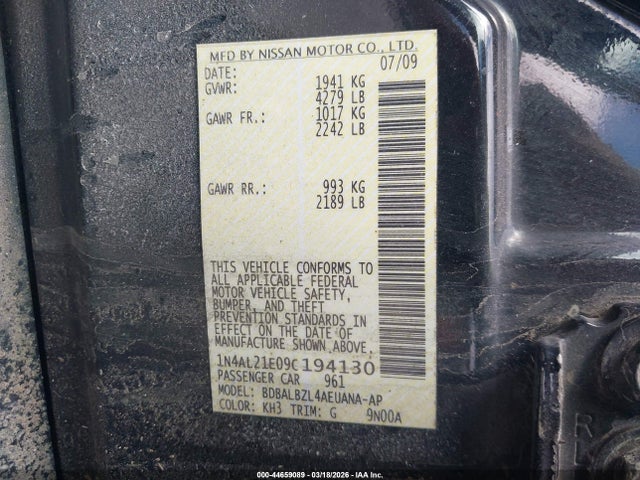 MFD BY NISSAN MOTOR CO., LTD.
DATE: 07/09
GVWR: 1941 KG
4279 LB
GAWR FR.: 1017 KG
2242 LB
GAWR RR.: 993 KG
2189 LB
THIS VEHICLE CONFORMS TO
ALL APPLICABLE FEDERAL
MOTOR VEHICLE SAFETY,
BUMPER, AND THEFT
PREVENTION STANDARDS IN
EFFECT ON THE DATE OF
MANUFACTURE SHOWN ABOVE.
1N4AL21E09C194130
PASSENGER CAR 961
MODEL: BDBALBZL4AEUANA-AP
COLOR: KH3 TRIM: G 9N00A
R
L
000-44659089 - 03/18/2026 - IAA Inc.